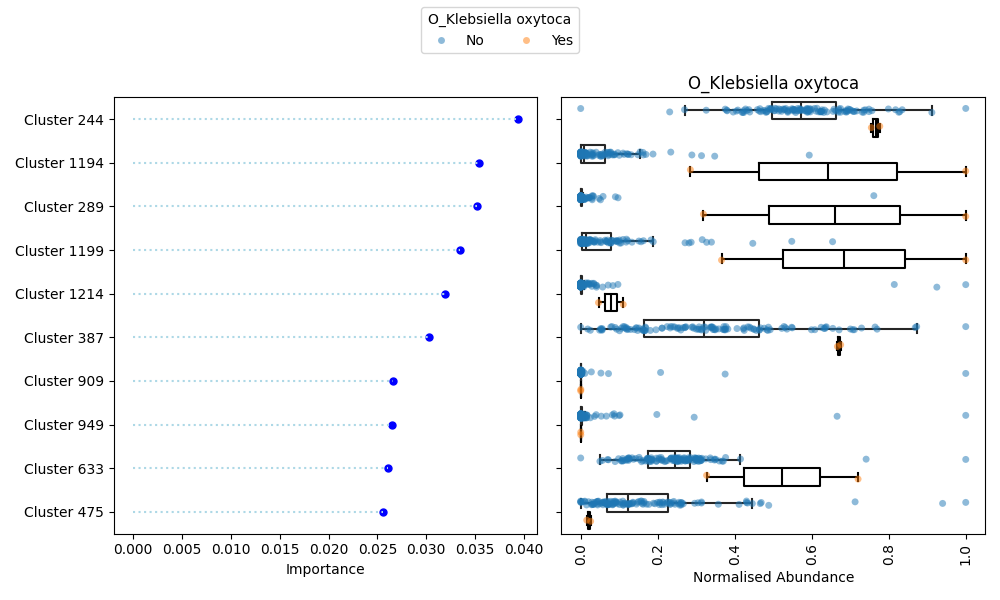 O_Klebsiella oxytoca
No Yes
O_Klebsiella oxytoca
Cluster 244
Cluster 1194
Cluster 289
Cluster 1199
Cluster 1214
Cluster 387
Cluster 909
Cluster 949
Cluster 633
Cluster 475
0.000 0.005 0.010 0.015 0.020 0.025 0.030 0.035 0.040
Importance
0.0 0.2 0.4 0.6 0.8 1.0
Normalised Abundance